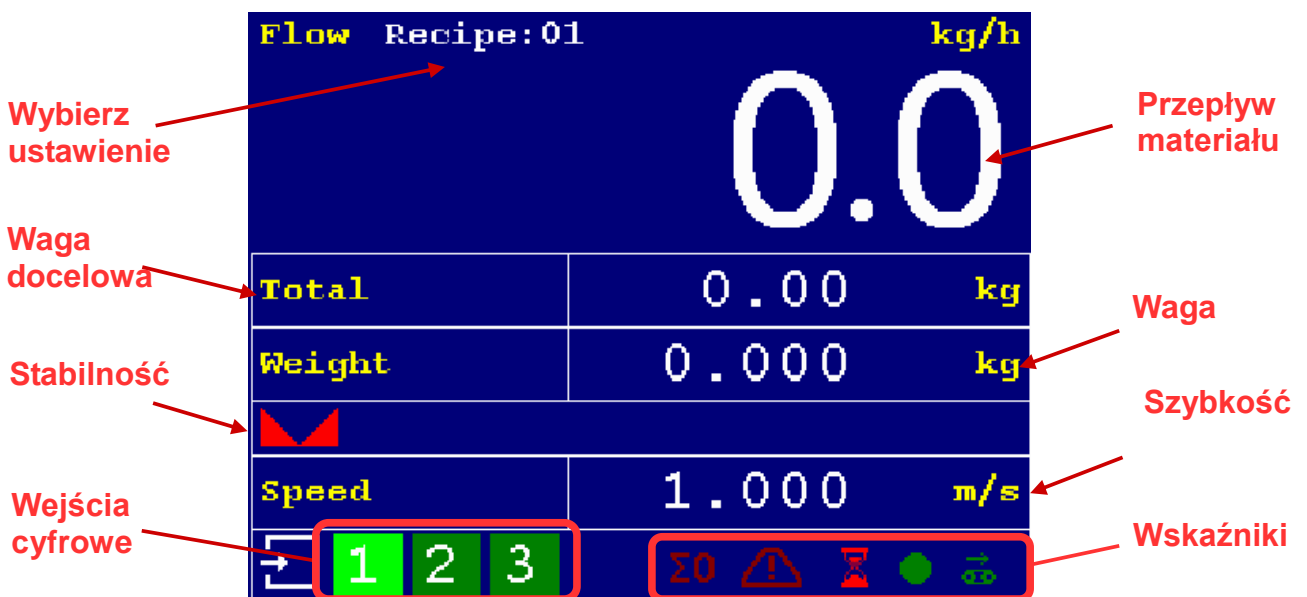 Flow Recipe:01 kg/h
0.0
Wybierz
ustawienie
Przepływ
materiału
Waga
docelowa
Total 0.00 kg
Waga
Weight 0.000 kg
Stabilność
Szybkość
Speed 1.000 m/s
Wejścia
cyfrowe
1 2 3
Σ0
Wskaźniki